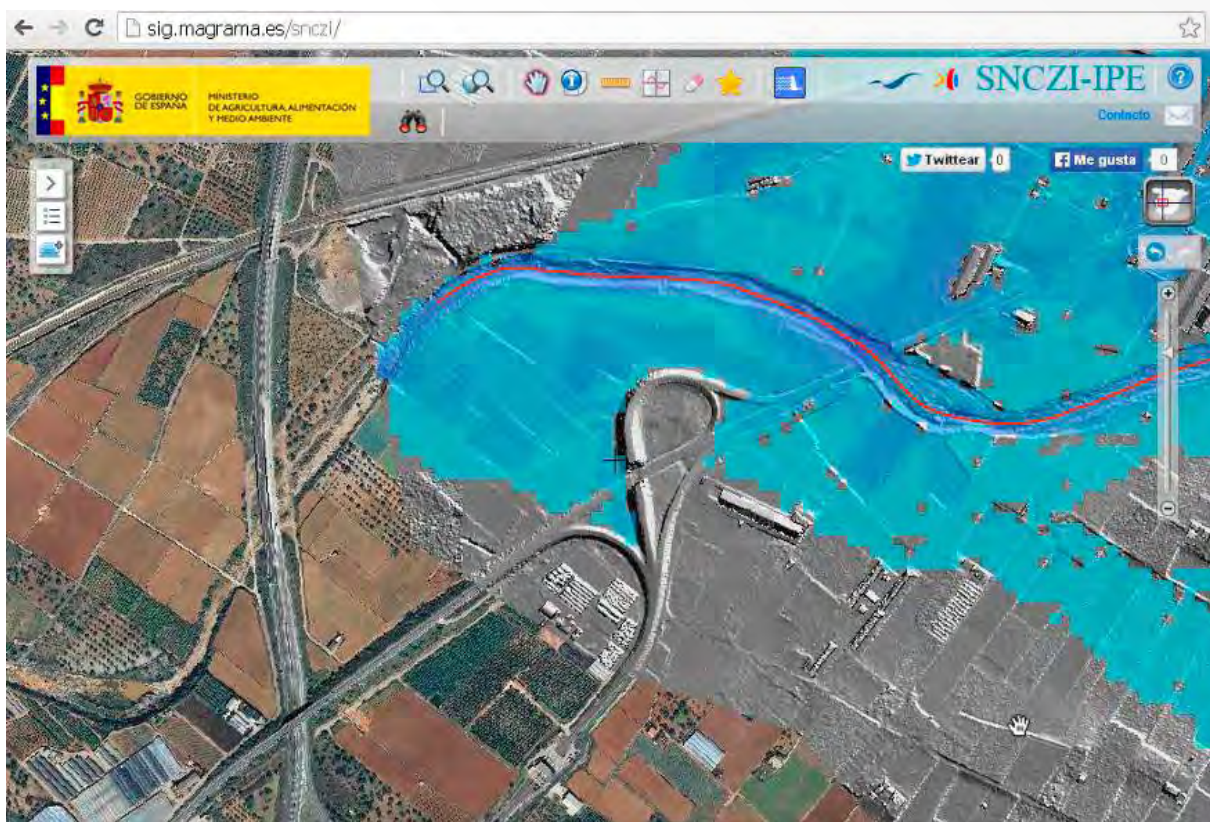 sig.magrama.es/snczi/
GOBIERNO
DE ESPAÑA
MINISTERIO
DE AGRICULTURA, ALIMENTACIÓN
Y MEDIO AMBIENTE
SNCZI-IPE
?
Contacto
Twittear 0
Me gusta 0